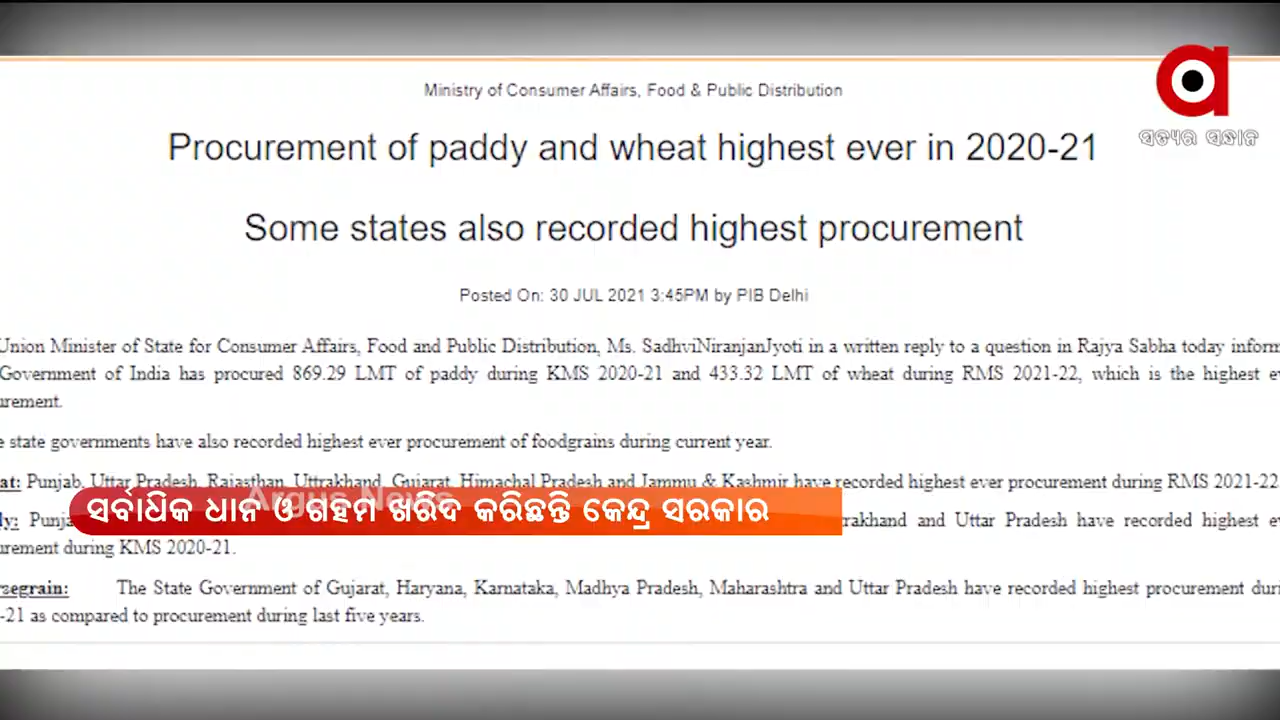 Ministry of Consumer Affairs, Food & Public Distribution
ସତ୍ୟର ସନ୍ଧାନ
Procurement of paddy and wheat highest ever in 2020-21
Some states also recorded highest procurement
Posted On: 30 JUL 2021 3:45PM by PIB Delhi
Union Minister of State for Consumer Affairs, Food and Public Distribution, Ms. SadhviNiranjanJyoti in a written reply to a question in Rajya Sabha today inform
Government of India has procured 869.29 LMT of paddy during KMS 2020-21 and 433.32 LMT of wheat during RMS 2021-22, which is the highest e
urement.
e state governments have also recorded highest ever procurement of foodgrains during current year.
at: Punjab, Uttar Pradesh, Rajasthan, Uttrakhand, Gujarat, Himachal Pradesh and Jammu & Kashmir have recorded highest ever procurement during RMS 2021-22
Argus News
ସର୍ବାଧିକ ଧାନ ଓ ଗହମ ଖରିଦ କରିଛନ୍ତି କେନ୍ଦ୍ର ସରକାର
ly: Punja rakhand and Uttar Pradesh have recorded highest e
urement during KMS 2020-21.
rsegrain: The State Government of Gujarat, Haryana, Karnataka, Madhya Pradesh, Maharashtra and Uttar Pradesh have recorded highest procurement duri
-21 as compared to procurement during last five years.